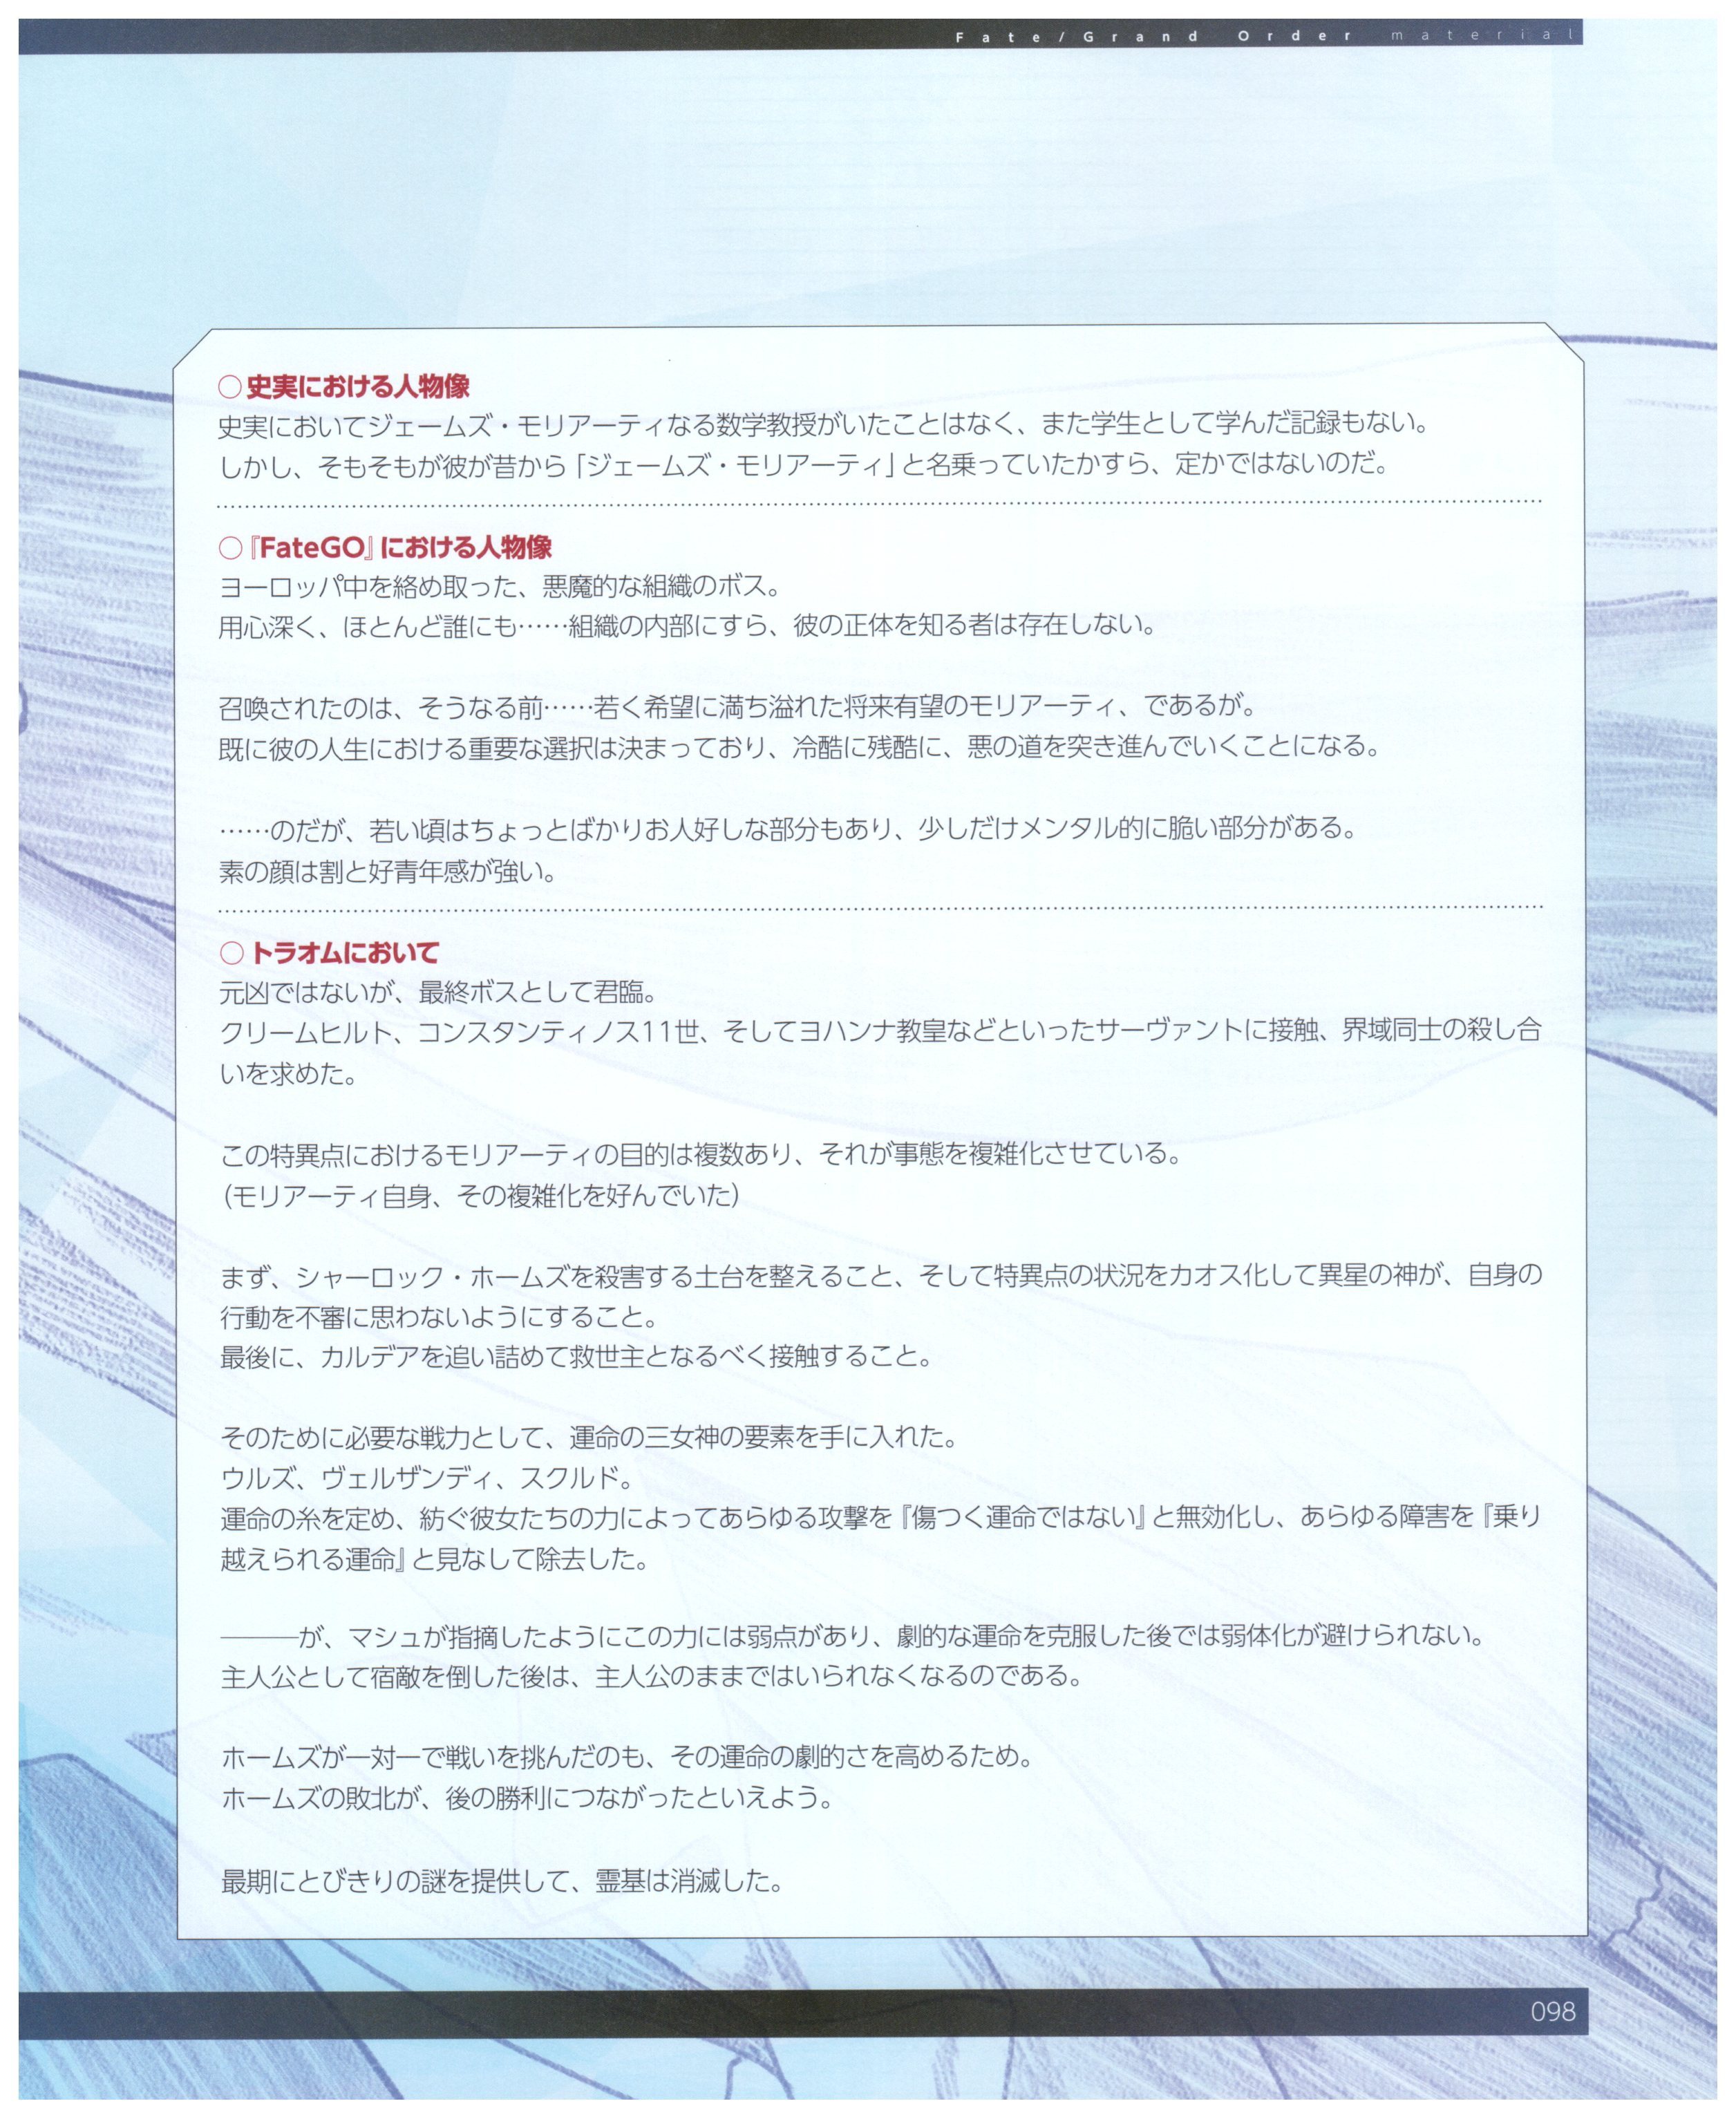 Fate/Grand Order material
○史実における人物像
史実においてジェームズ・モリアーティなる数学教授がいたことはなく、また学生として学んだ記録もない。
しかし、そもそもが彼が昔から「ジェームズ・モリアーティ」と名乗っていたかすら、定かではないのだ。
○『FateGO』における人物像
ヨーロッパ中を絡め取った、悪魔的な組織のボス。
用心深く、ほとんど誰にも……組織の内部にすら、彼の正体を知る者は存在しない。
召喚されたのは、そうなる前……若く希望に満ち溢れた将来有望のモリアーティ、であるが。
既に彼の人生における重要な選択は決まっており、冷酷に残酷に、悪の道を突き進んでいくことになる。
……のだが、若い頃はちょっとばかりお人好しな部分もあり、少しだけメンタル的に脆い部分がある。
素の顔は割と好青年感が強い。
○トラオムにおいて
元凶ではないが、最終ボスとして君臨。
クリームヒルト、コンスタンティノス11世、そしてヨハンナ教皇などといったサーヴァントに接触、界域同士の殺し合
いを求めた。
この特異点におけるモリアーティの目的は複数あり、それが事態を複雑化させている。
(モリアーティ自身、その複雑化を好んでいた)
まず、シャーロック・ホームズを殺害する土台を整えること、そして特異点の状況をカオス化して異星の神が、自身の
行動を不審に思わないようにすること。
最後に、カルデアを追い詰めて救世主となるべく接触すること。
そのために必要な戦力として、運命の三女神の要素を手に入れた。
ウルズ、ヴェルザンディ、スクルド。
運命の糸を定め、紡ぐ彼女たちの力によってあらゆる攻撃を『傷つく運命ではない』と無効化し、あらゆる障害を『乗り
越えられる運命』と見なして除去した。
―――が、マシュが指摘したようにこの力には弱点があり、劇的な運命を克服した後では弱体化が避けられない。
主人公として宿敵を倒した後は、主人公のままではいられなくなるのである。
ホームズが一対一で戦いを挑んだのも、その運命の劇的さを高めるため。
ホームズの敗北が、後の勝利につながったといえよう。
最期にとびきりの謎を提供して、霊基は消滅した。
098